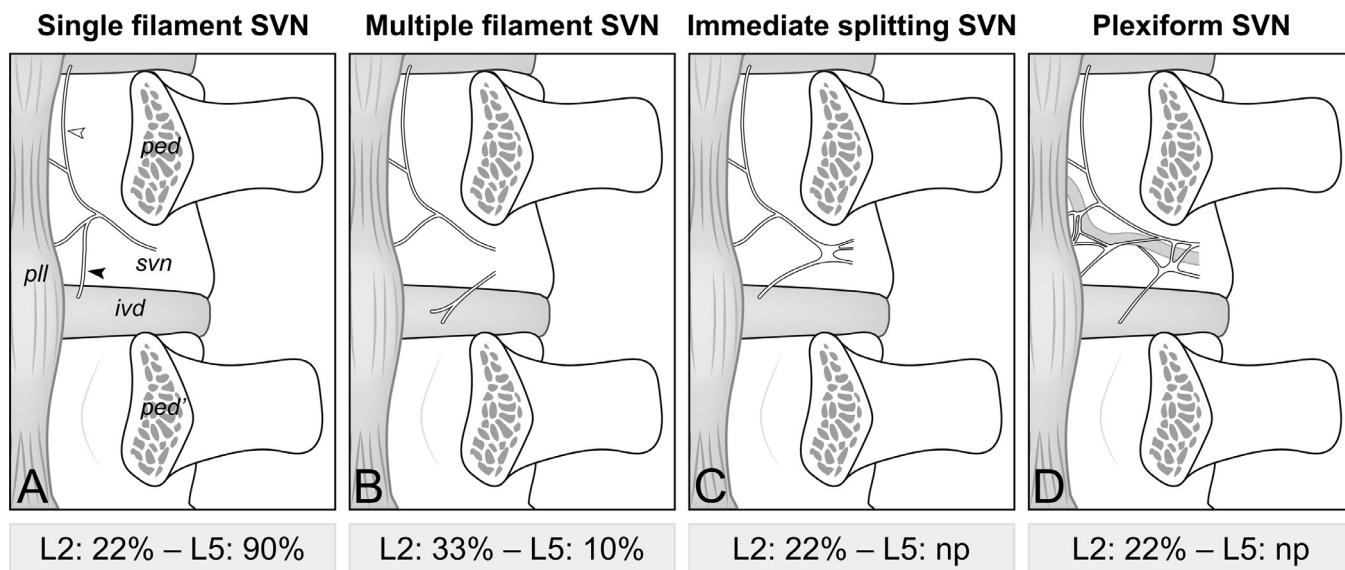 Single filament SVN
Multiple filament SVN
Immediate splitting SVN
Plexiform SVN
ped
pll
svn
ivd
ped’
A
B
C
D
L2: 22% – L5: 90%
L2: 33% – L5: 10%
L2: 22% – L5: np
L2: 22% – L5: np